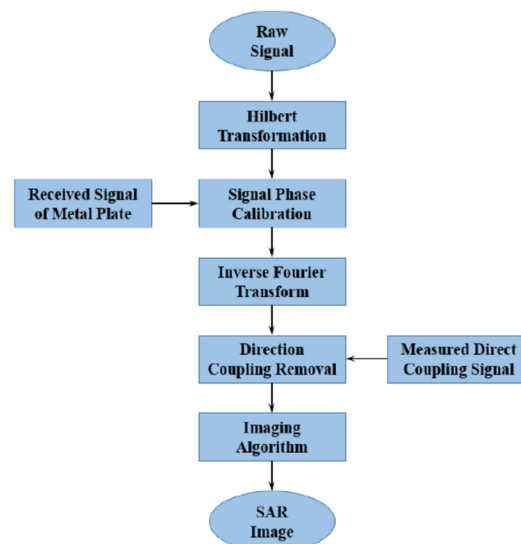 Raw
Signal
Hilbert
Transformation
Received Signal
of Metal Plate
Signal Phase
Calibration
Inverse Fourier
Transform
Direction
Coupling Removal
Measured Direct
Coupling Signal
Imaging
Algorithm
SAR
Image